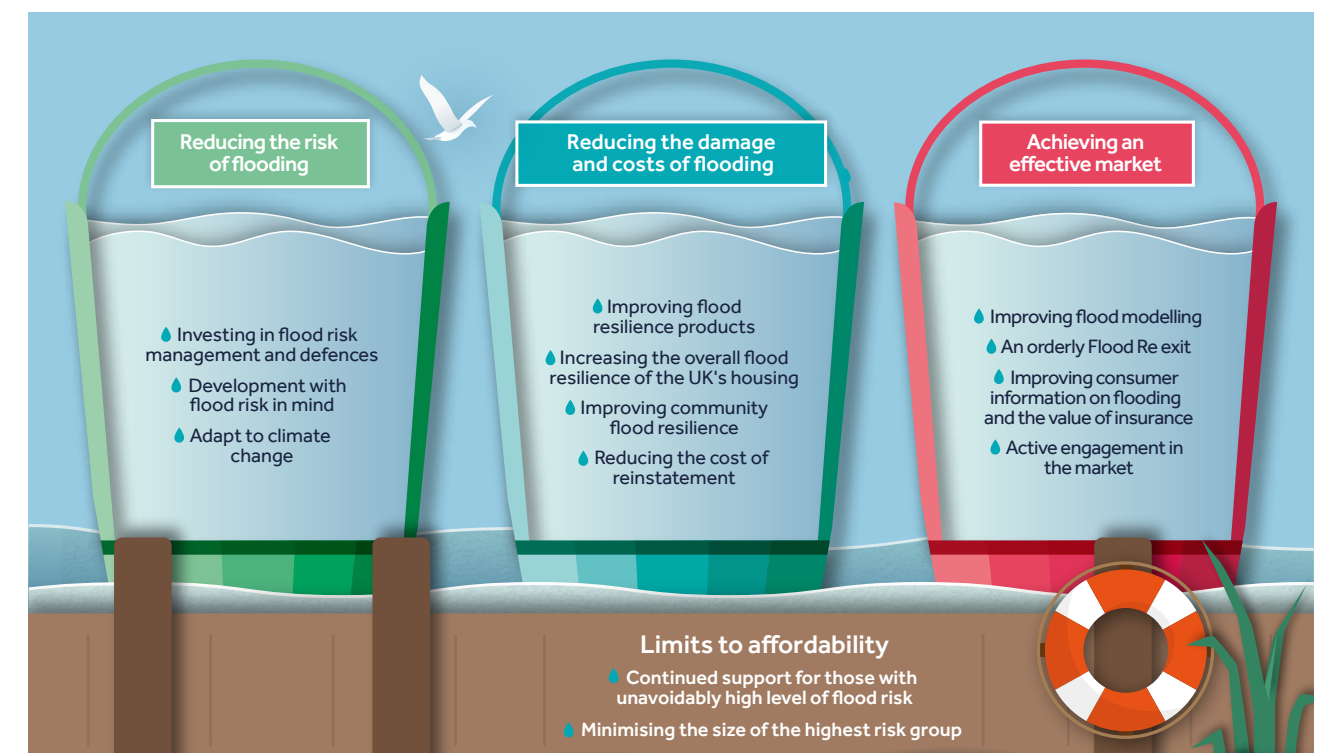 Reducing the risk
of flooding
Investing in flood risk
management and defences
Development with
flood risk in mind
Adapt to climate
change
Reducing the damage
and costs of flooding
Improving flood
resilience products
Increasing the overall flood
resilience of the UK's housing
Improving community
flood resilience
Reducing the cost of
reinstatement
Achieving an
effective market
Improving flood modelling
An orderly Flood Re exit
Improving consumer
information on flooding
and the value of insurance
Active engagement in
the market
Limits to affordability
Continued support for those with
unavoidably high level of flood risk
Minimising the size of the highest risk group